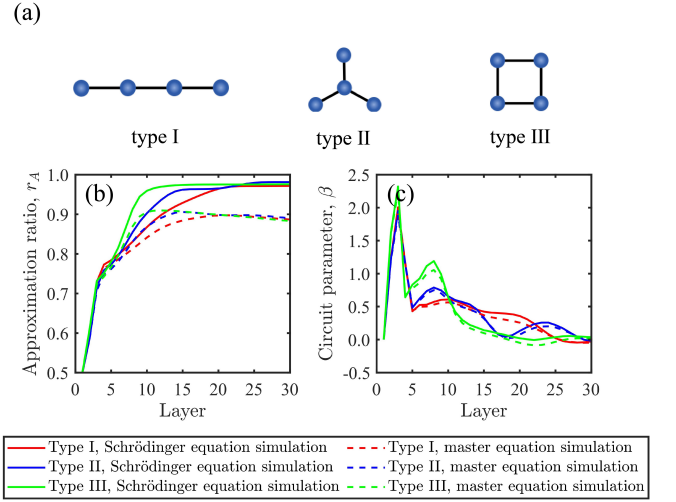 (a)
type I
type II
type III
(b)
Approximation ratio, r_A
1.0
0.9
0.8
0.7
0.6
0.5
0 5 10 15 20 25 30
Layer
(c)
Circuit parameter, β
2.5
2.0
1.5
1.0
0.5
0.0
-0.5
0 5 10 15 20 25 30
Layer
Type I, Schrödinger equation simulation
Type II, Schrödinger equation simulation
Type III, Schrödinger equation simulation
Type I, master equation simulation
Type II, master equation simulation
Type III, master equation simulation